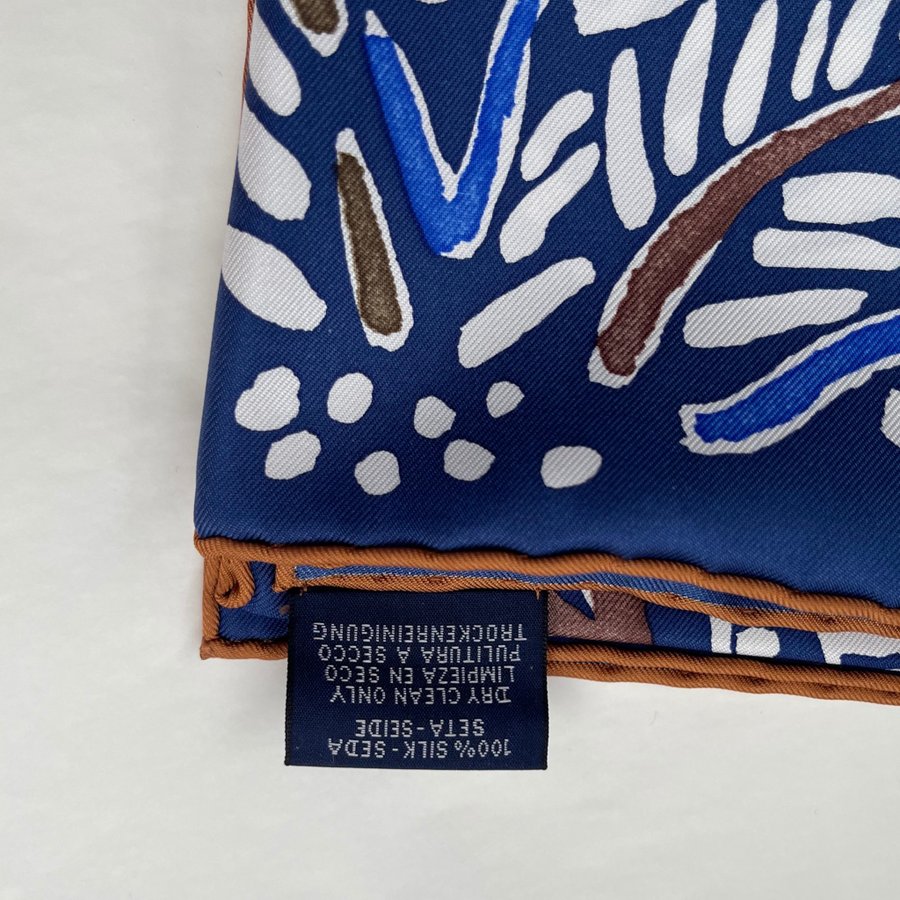 100% SILK-SEDA
SETA-SEIDE
DRY CLEAN ONLY
LIMPIEZA EN SECO
PULITURA A SECCO
TROCKENREINIGUNG